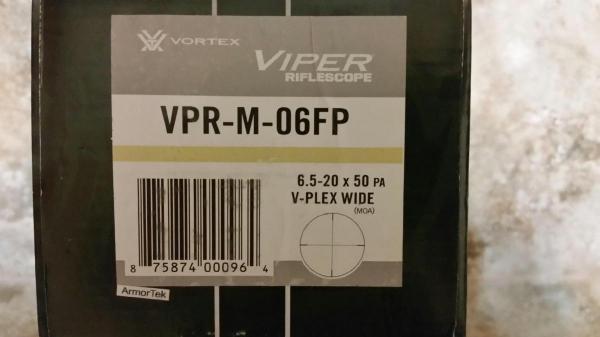 VORTEX
VIPER
RIFLESCOPE
VPR-M-06FP
6.5-20 x 50 PA
V-PLEX WIDE
(MOA)
8 75874 00096 4
ArmorTek